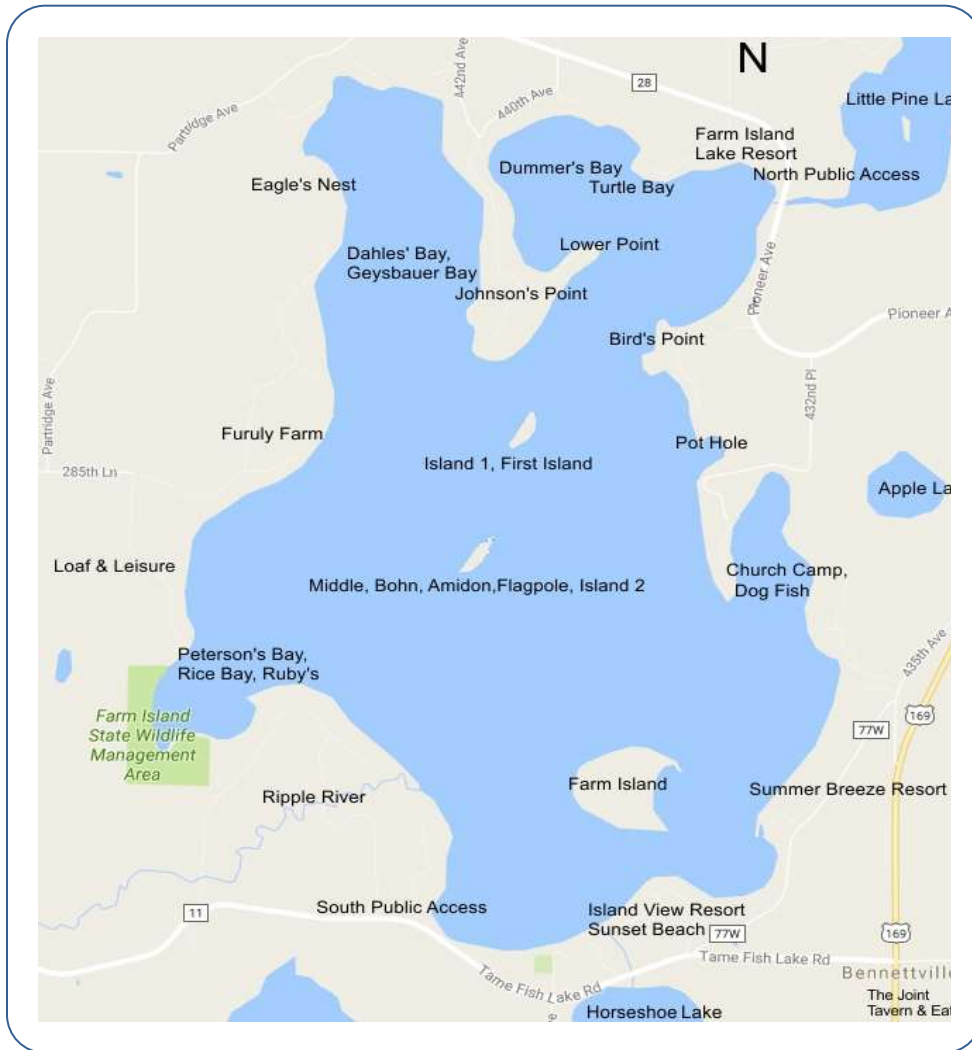 N
442nd Ave
28
440th Ave
Partridge Ave
Little Pine La
Farm Island
Lake Resort
North Public Access
Dummer's Bay
Turtle Bay
Eagle's Nest
Lower Point
Dahles' Bay,
Geysbauer Bay
Johnson's Point
Pioneer Ave
Pioneer A
Bird's Point
432nd Pl
Partridge Ave
Furuly Farm
Pot Hole
Island 1, First Island
285th Ln
Apple La
Loaf & Leisure
Church Camp,
Dog Fish
Middle, Bohn, Amidon,Flagpole, Island 2
435th Ave
Peterson's Bay,
Rice Bay, Ruby's
Farm Island
State Wildlife
Management
Area
169
77W
Farm Island
Summer Breeze Resort
Ripple River
South Public Access
11
Island View Resort
Sunset Beach
77W
169
Tame Fish Lake Rd
Tame Fish Lake Rd
Bennettvill
The Joint
Tavern & Eat
Horseshoe Lake